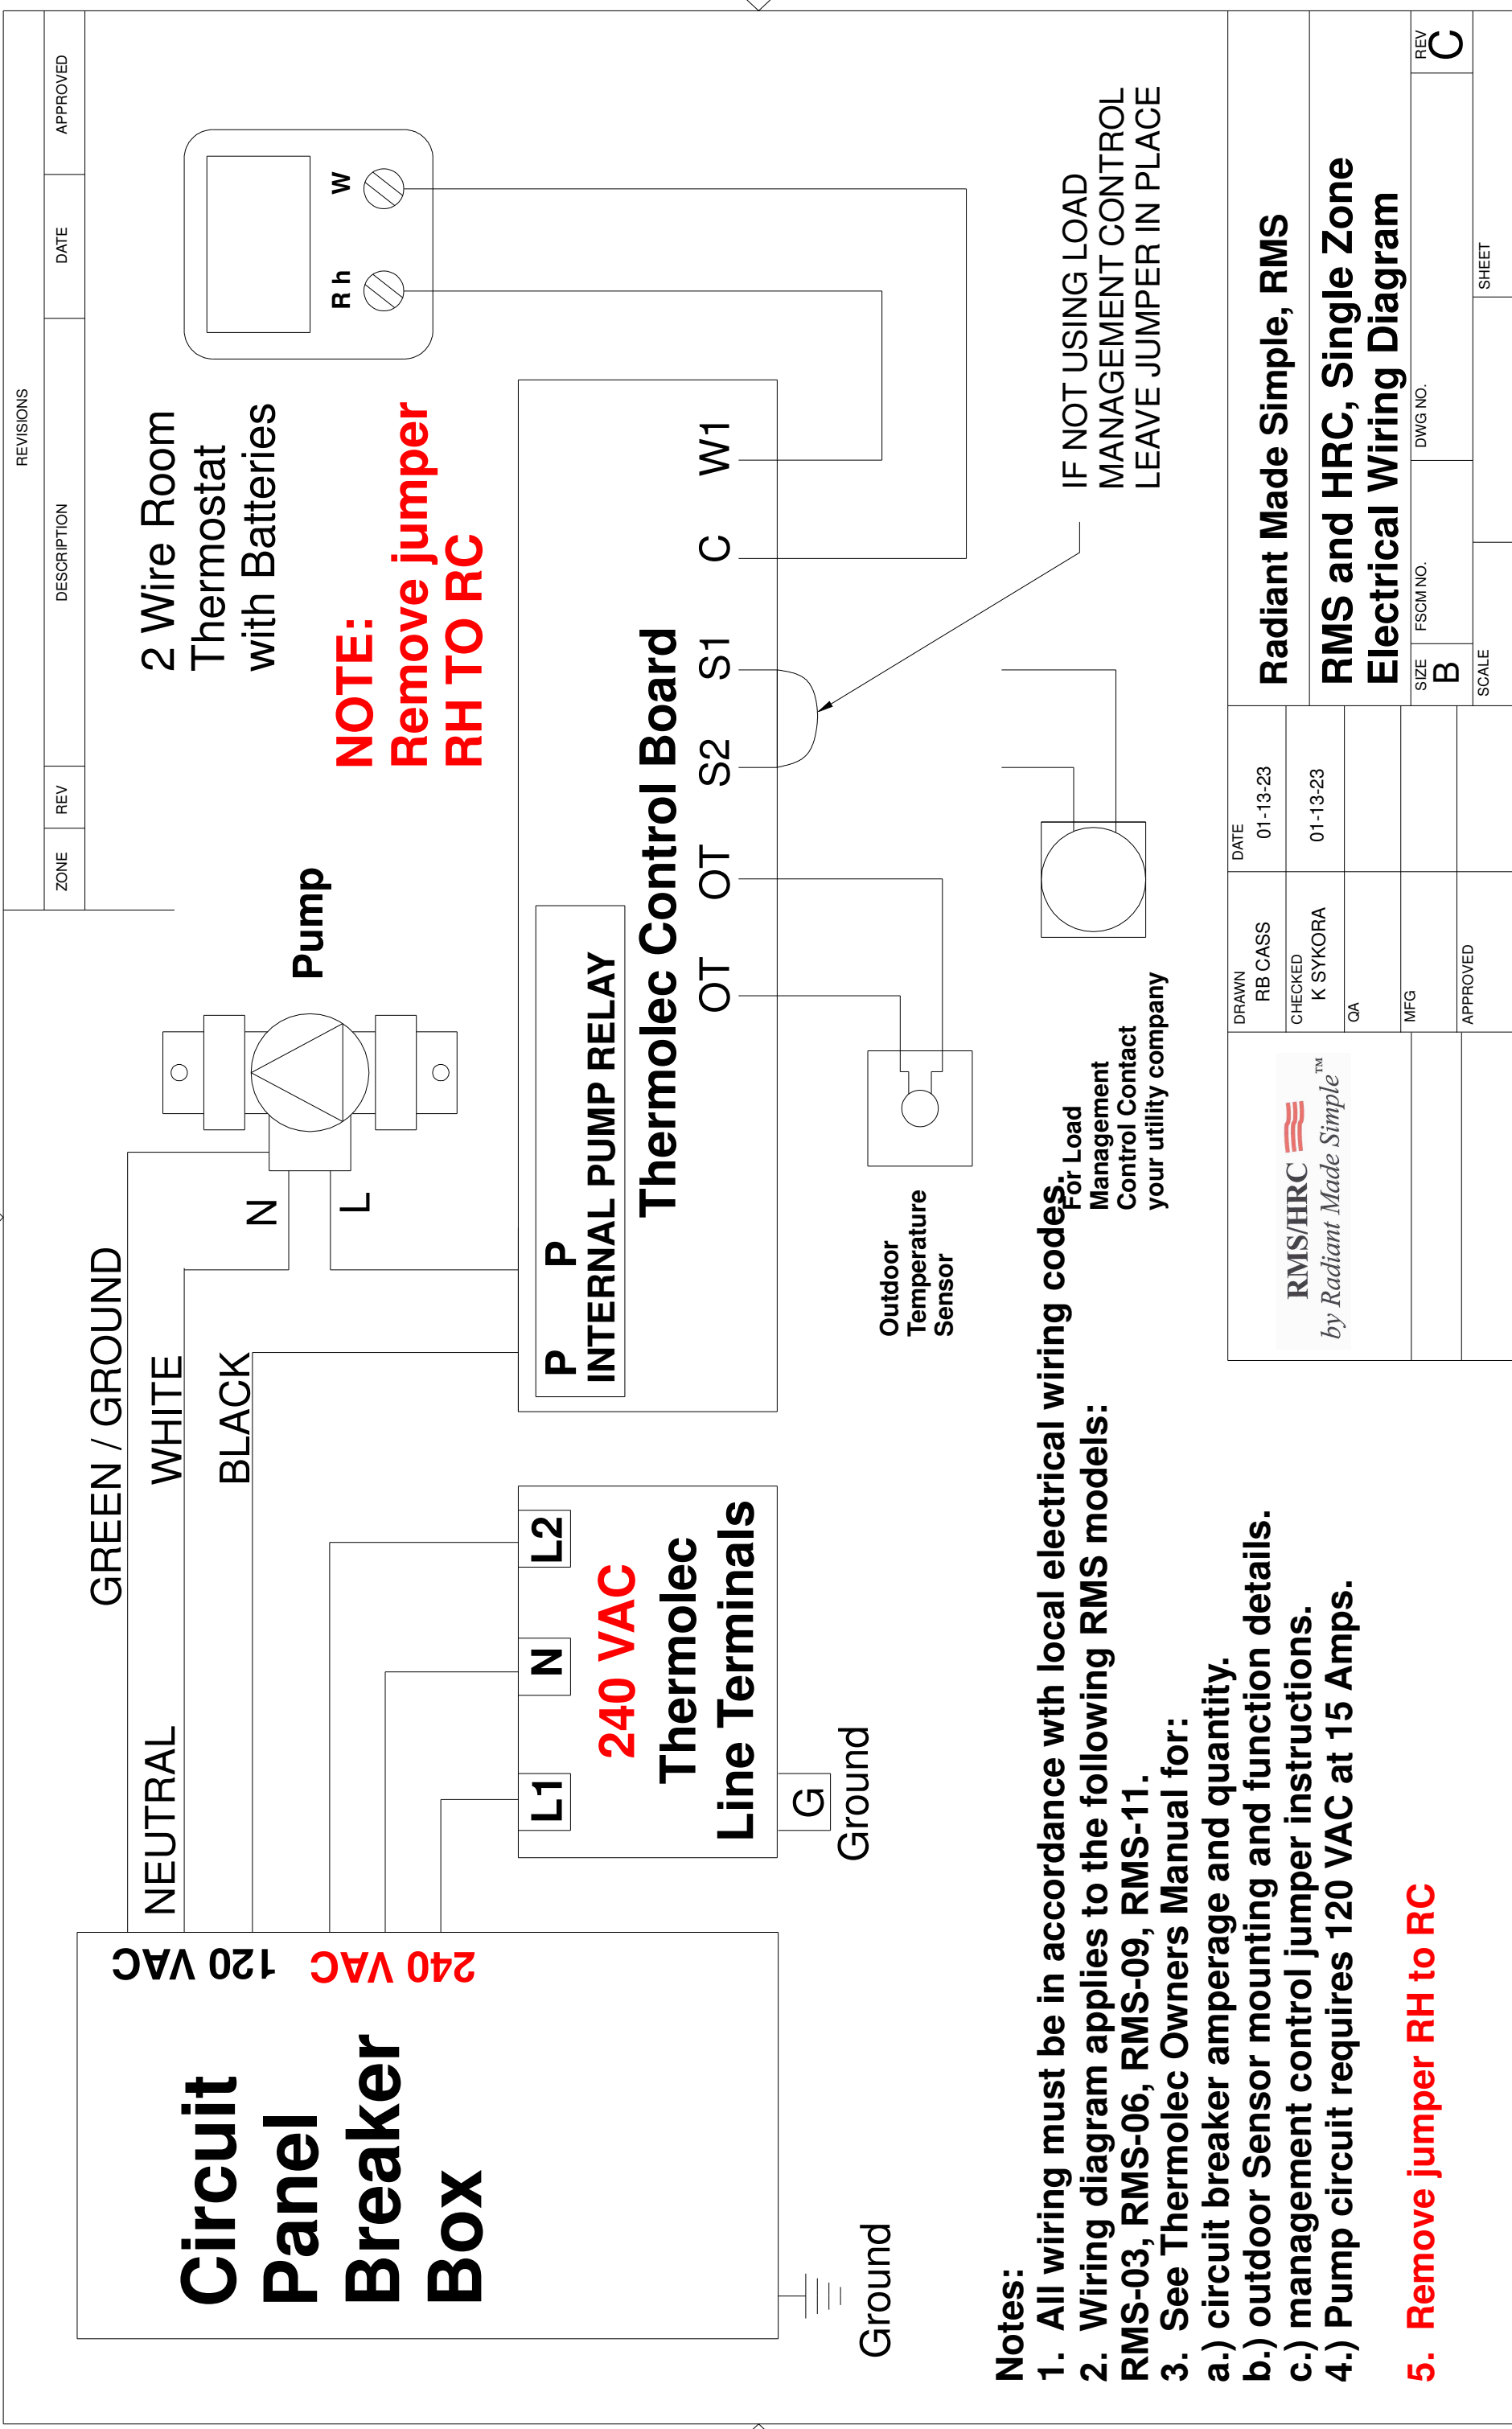 REVISIONS
ZONE
REV
DESCRIPTION
DATE
APPROVED
GREEN / GROUND
NEUTRAL
WHITE
BLACK
N
L
Pump
2 Wire Room
Thermostat
with Batteries
NOTE:
Remove jumper
RH TO RC
Rh
W
Circuit
Panel
Breaker
Box
120 VAC
240 VAC
Ground
L1
N
L2
240 VAC
Thermolec
Line Terminals
G
Ground
P
P
INTERNAL PUMP RELAY
Thermolec Control Board
OT
OT
S2
S1
C
W1
Outdoor
Temperature
Sensor
For Load
Management
Control Contact
your utility company
IF NOT USING LOAD
MANAGEMENT CONTROL
LEAVE JUMPER IN PLACE
Notes:
1. All wiring must be in accordance wth local electrical wiring codes.
2. Wiring diagram applies to the following RMS models:
RMS-03, RMS-06, RMS-09, RMS-11.
3. See Thermolec Owners Manual for:
a.) circuit breaker amperage and quantity.
b.) outdoor Sensor mounting and function details.
c.) management control jumper instructions.
4.) Pump circuit requires 120 VAC at 15 Amps.
5. Remove jumper RH to RC
RMS/HRC
by Radiant Made Simple™
DRAWN
RB CASS
DATE
01-13-23
CHECKED
K SYKORA
01-13-23
QA
MFG
APPROVED
Radiant Made Simple, RMS
RMS and HRC, Single Zone
Electrical Wiring Diagram
SIZE
B
FSCM NO.
DWG NO.
REV
C
SCALE
SHEET